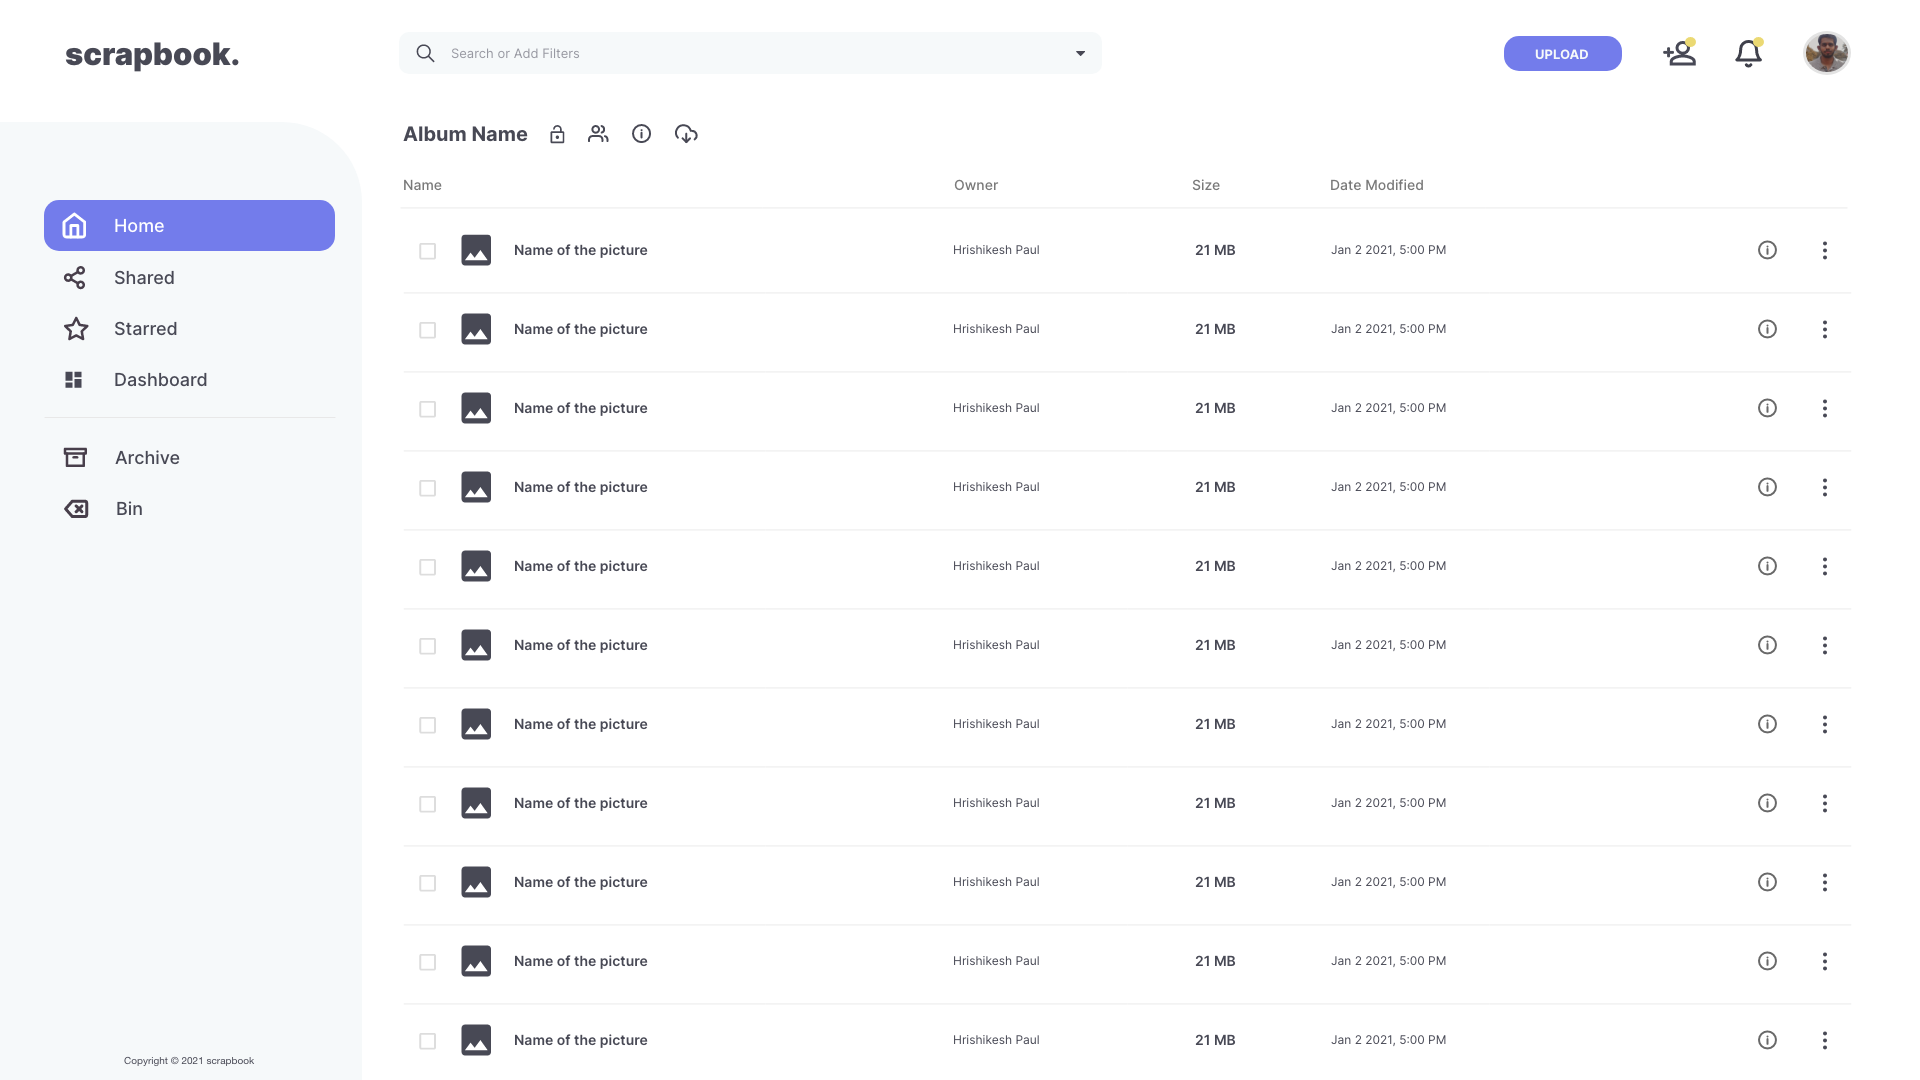 scrapbook.
Search or Add Filters
UPLOAD
Album Name
Name Owner Size Date Modified
Home
Shared
Starred
Dashboard
Archive
Bin
Name of the picture Hrishikesh Paul 21 MB Jan 2 2021, 5:00 PM
Name of the picture Hrishikesh Paul 21 MB Jan 2 2021, 5:00 PM
Name of the picture Hrishikesh Paul 21 MB Jan 2 2021, 5:00 PM
Name of the picture Hrishikesh Paul 21 MB Jan 2 2021, 5:00 PM
Name of the picture Hrishikesh Paul 21 MB Jan 2 2021, 5:00 PM
Name of the picture Hrishikesh Paul 21 MB Jan 2 2021, 5:00 PM
Name of the picture Hrishikesh Paul 21 MB Jan 2 2021, 5:00 PM
Name of the picture Hrishikesh Paul 21 MB Jan 2 2021, 5:00 PM
Name of the picture Hrishikesh Paul 21 MB Jan 2 2021, 5:00 PM
Name of the picture Hrishikesh Paul 21 MB Jan 2 2021, 5:00 PM
Name of the picture Hrishikesh Paul 21 MB Jan 2 2021, 5:00 PM
Copyright © 2021 scrapbook